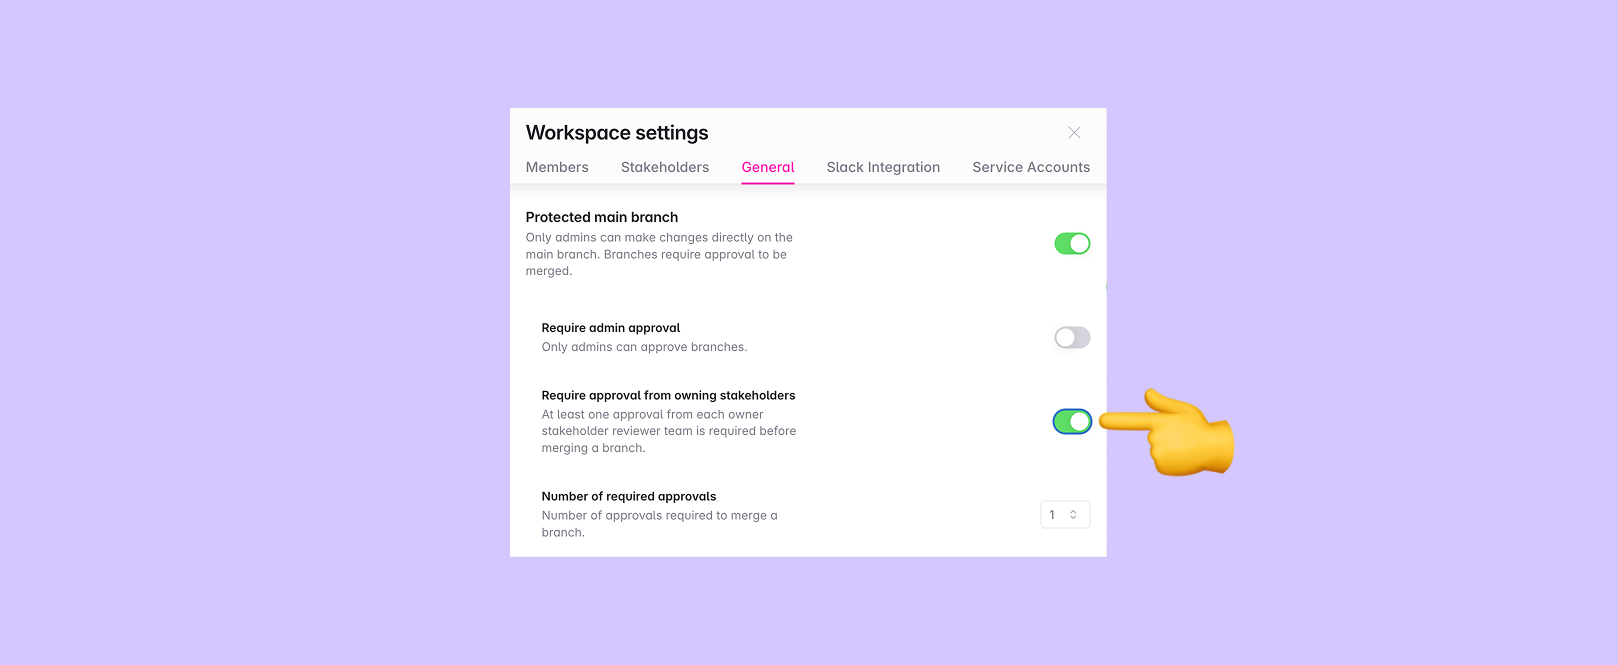 Workspace settings
Members Stakeholders General Slack Integration Service Accounts
Protected main branch
Only admins can make changes directly on the
main branch. Branches require approval to be
merged.
Require admin approval
Only admins can approve branches.
Require approval from owning stakeholders
At least one approval from each owner
stakeholder reviewer team is required before
merging a branch.
Number of required approvals
Number of approvals required to merge a
branch.
1